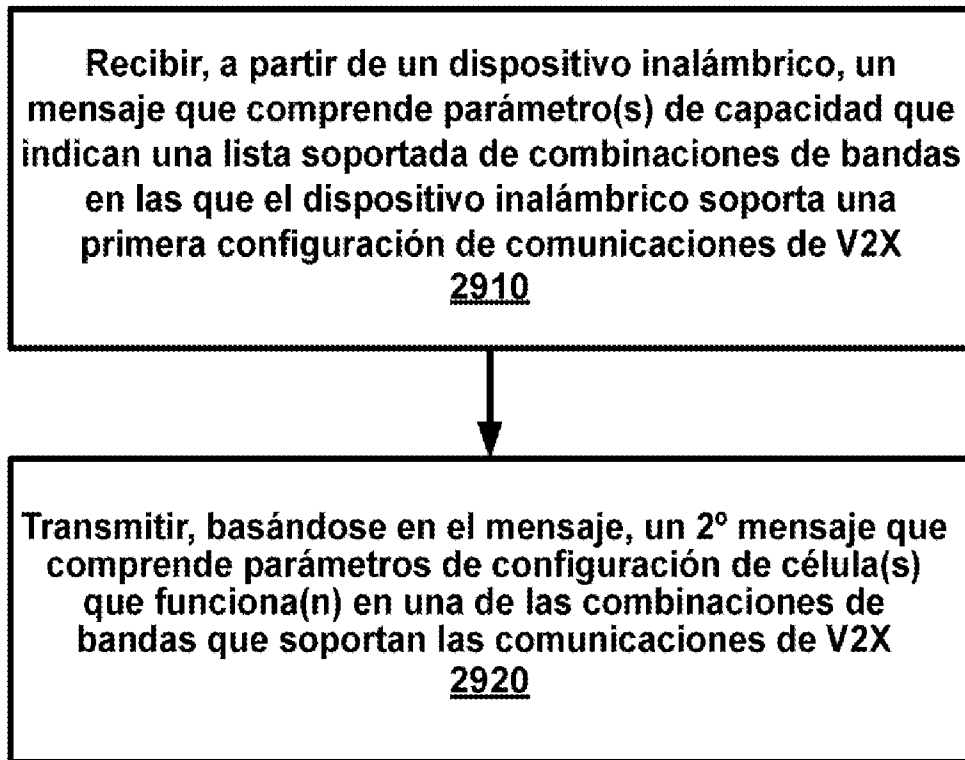 Recibir, a partir de un dispositivo inalámbrico, un
mensaje que comprende parámetro(s) de capacidad que
indican una lista soportada de combinaciones de bandas
en las que el dispositivo inalámbrico soporta una
primera configuración de comunicaciones de V2X
2910
Transmitir, basándose en el mensaje, un 2º mensaje que
comprende parámetros de configuración de célula(s)
que funciona(n) en una de las combinaciones de
bandas que soportan las comunicaciones de V2X
2920